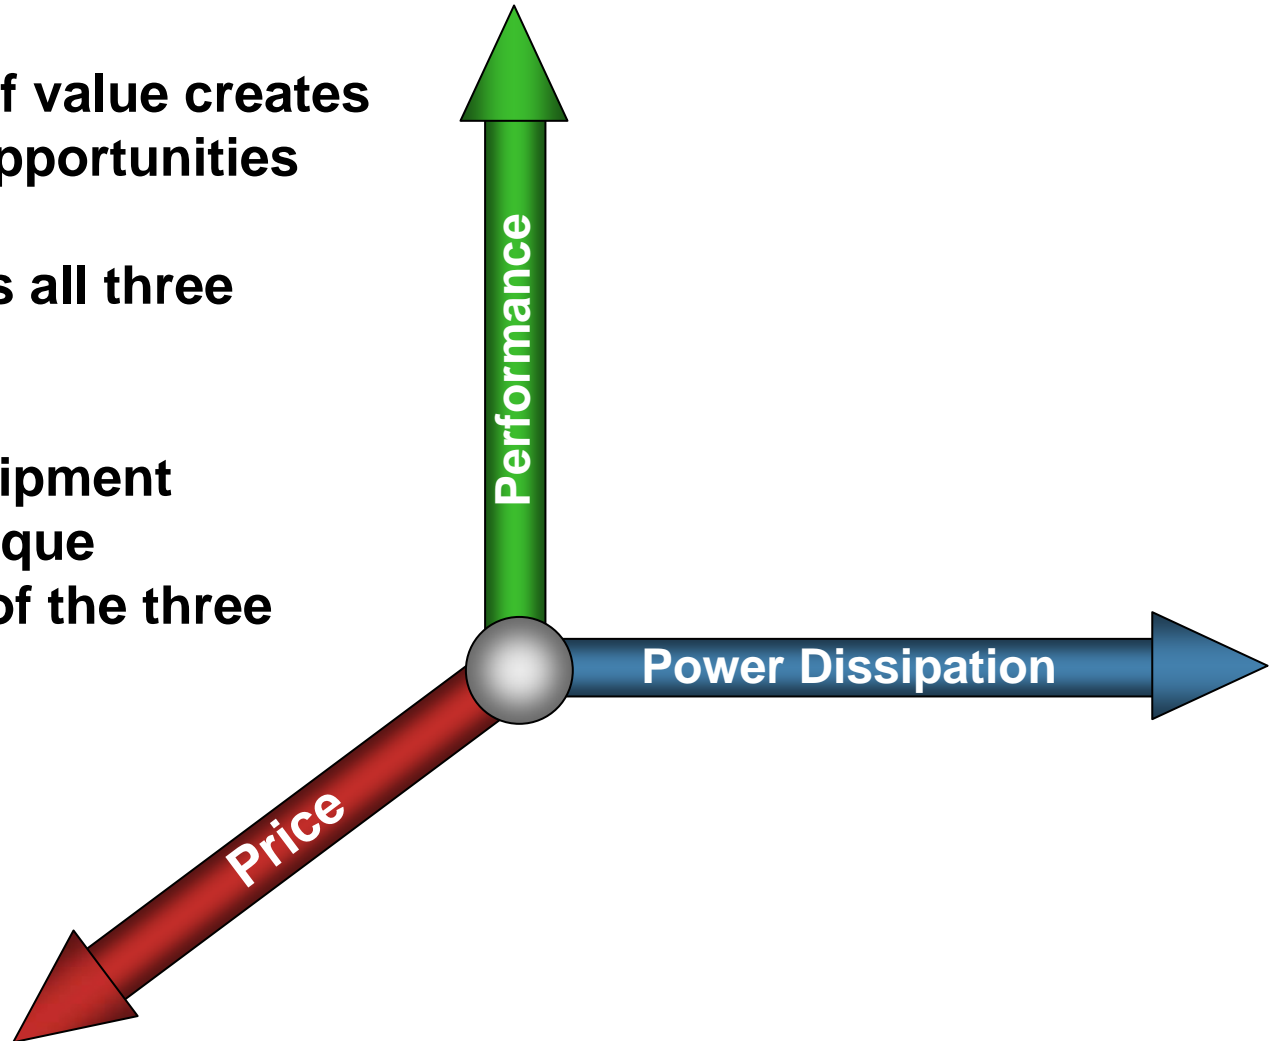 f value creates
pportunities
s all three
ipment
que
of the three
Performance
Power Dissipation
Price